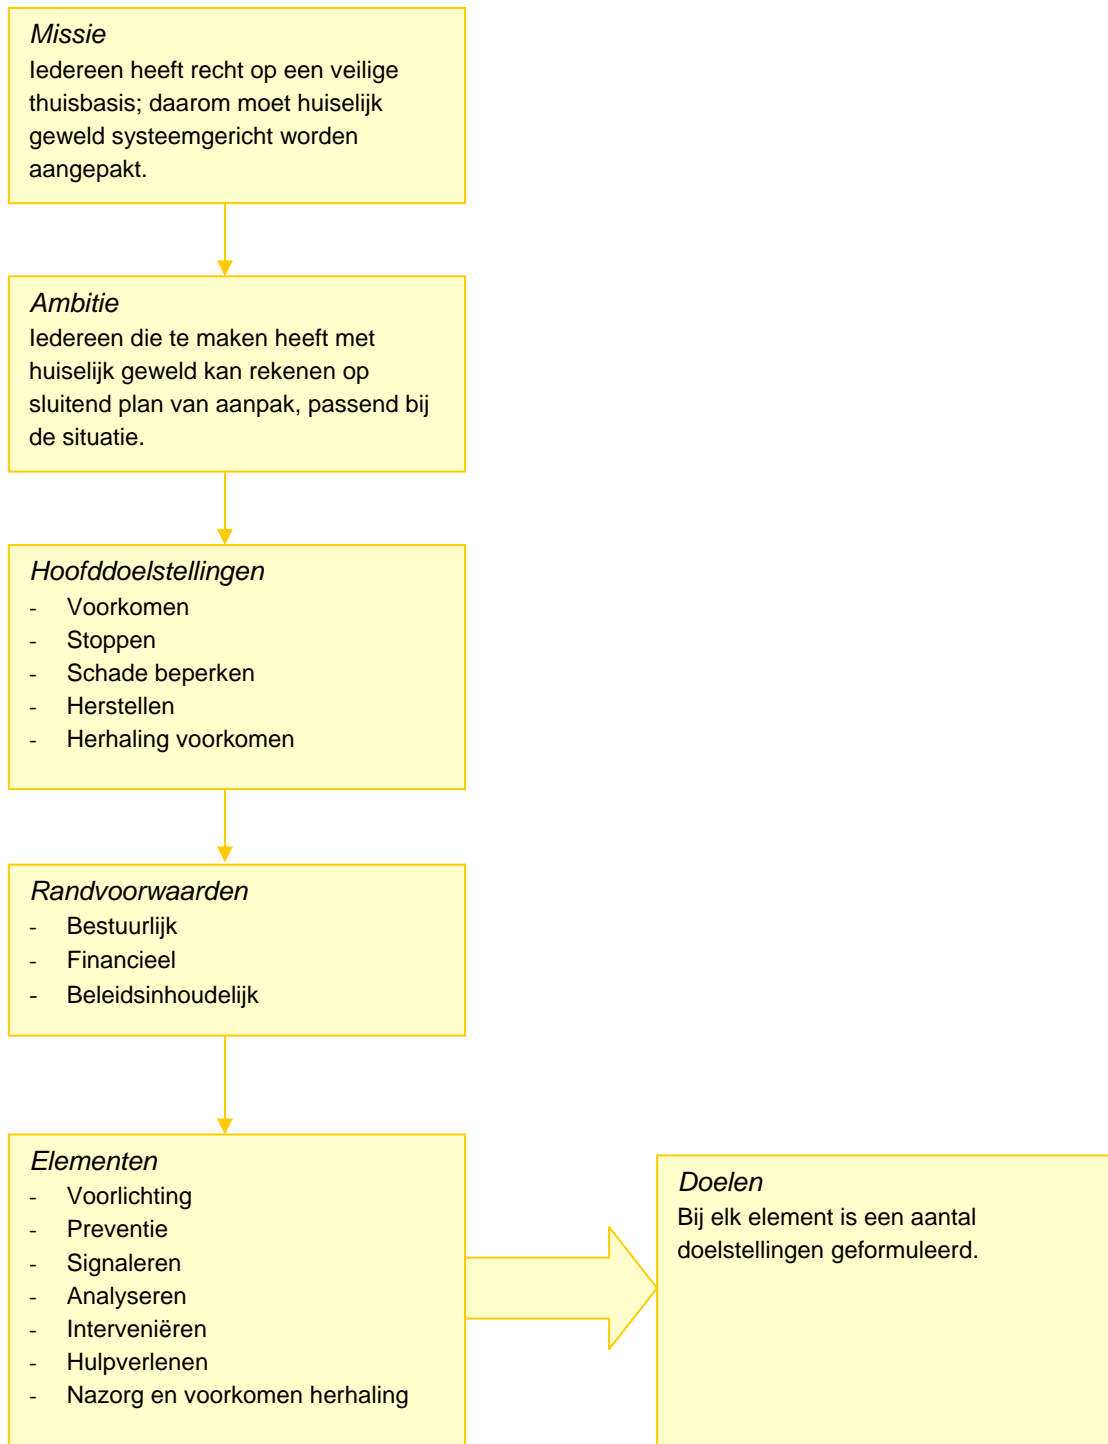 Missie
Iedereen heeft recht op een veilige
thuisbasis; daarom moet huiselijk
geweld systeemgericht worden
aangepakt.
Ambitie
Iedereen die te maken heeft met
huiselijk geweld kan rekenen op
sluitend plan van aanpak, passend bij
de situatie.
Hoofddoelstellingen
- Voorkomen
- Stoppen
- Schade beperken
- Herstellen
- Herhaling voorkomen
Randvoorwaarden
- Bestuurlijk
- Financieel
- Beleidsinhoudelijk
Elementen
- Voorlichting
- Preventie
- Signaleren
- Analyseren
- Interveniëren
- Hulpverlenen
- Nazorg en voorkomen herhaling
Doelen
Bij elk element is een aantal
doelstellingen geformuleerd.